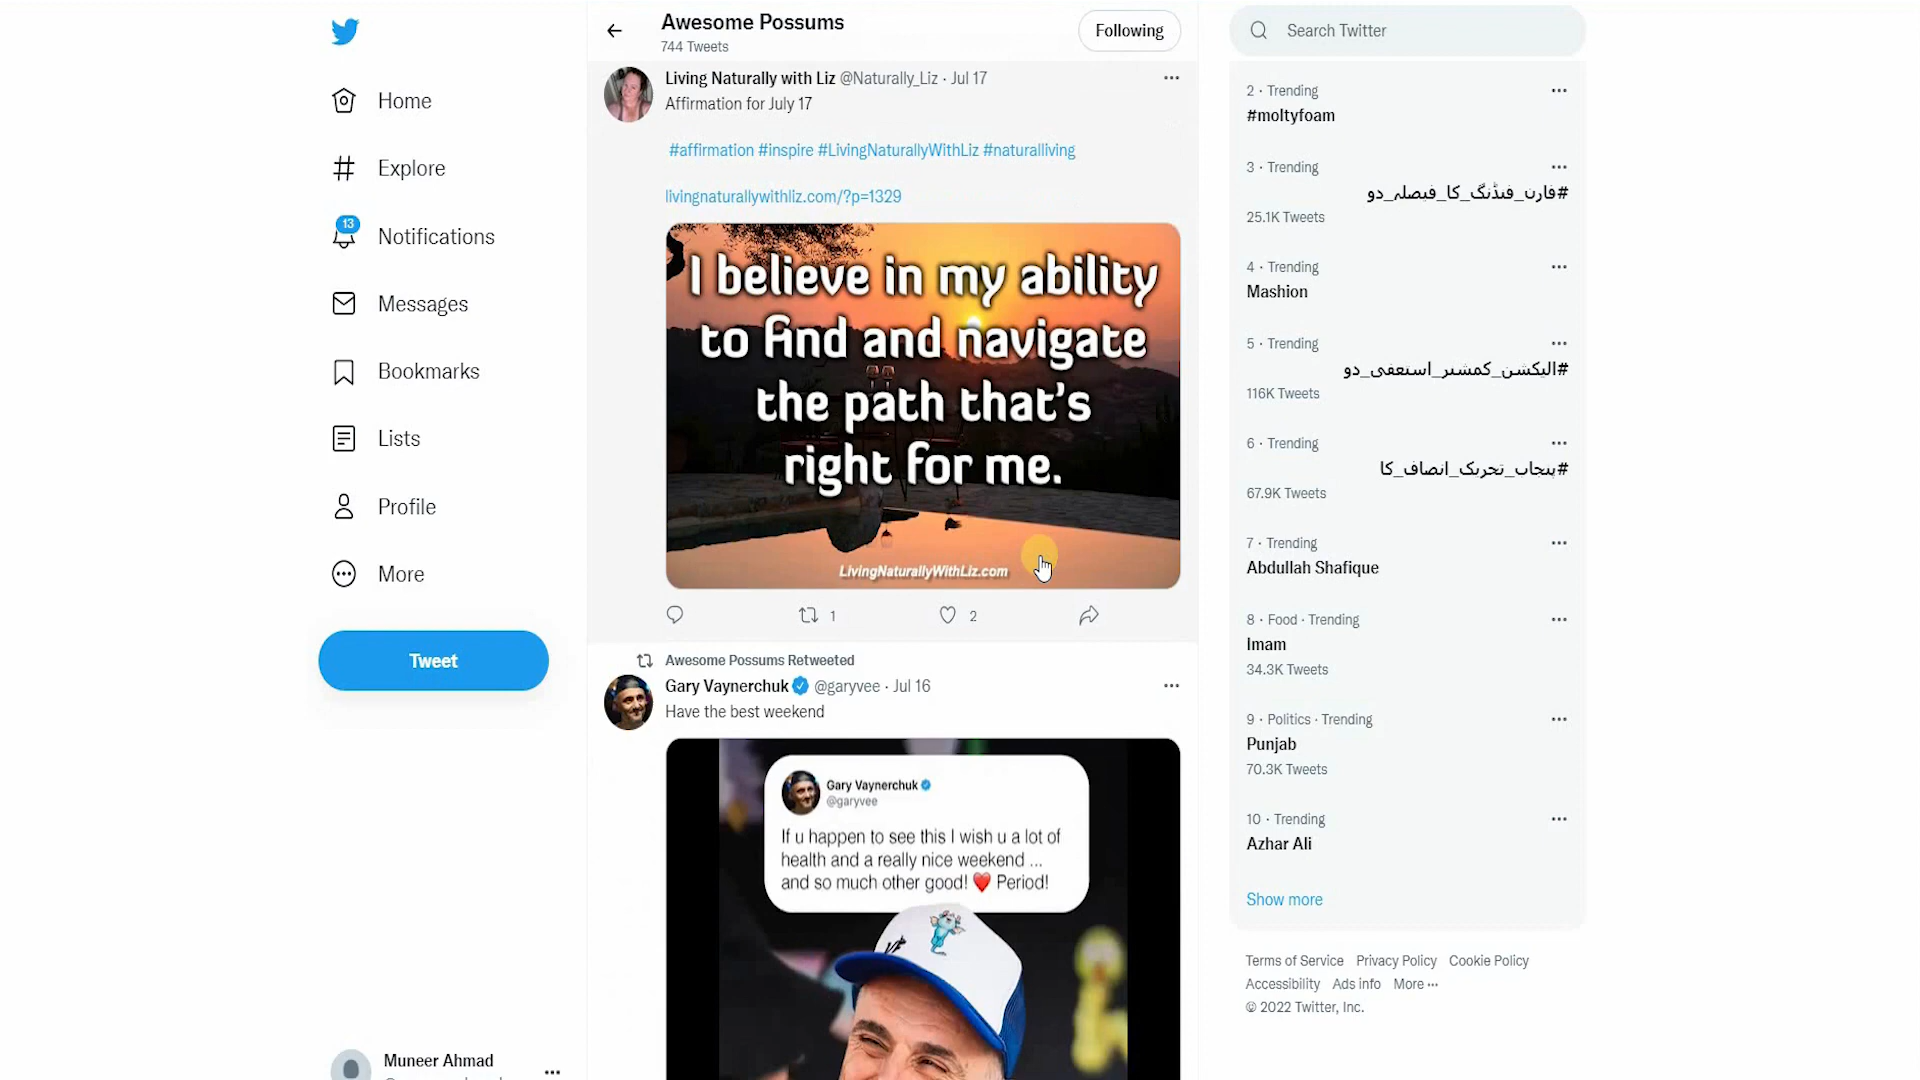 Awesome Possums
744 Tweets
Following
Search Twitter
Home
Explore
13
Notifications
Messages
Bookmarks
Lists
Profile
More
Tweet
Muneer Ahmad
Living Naturally with Liz @Naturally_Liz · Jul 17
Affirmation for July 17
#affirmation #inspire #LivingNaturallyWithLiz #naturalliving
livingnaturallywithliz.com/?p=1329
I believe in my ability
to find and navigate
the path that's
right for me.
LivingNaturallyWithLiz.com
1
2
Awesome Possums Retweeted
Gary Vaynerchuk @garyvee · Jul 16
Have the best weekend
Gary Vaynerchuk
@garyvee
If u happen to see this I wish u a lot of
health and a really nice weekend ...
and so much other good! ❤️ Period!
2 · Trending
#moltyfoam
3 · Trending
#فارن_فنڈنگ_کا_فیصلہ_دو
25.1K Tweets
4 · Trending
Mashion
5 · Trending
#الیکشن_کمشنر_استعفی_دو
116K Tweets
6 · Trending
#پنجاب_تحریک_انصاف_کا
67.9K Tweets
7 · Trending
Abdullah Shafique
8 · Food · Trending
Imam
34.3K Tweets
9 · Politics · Trending
Punjab
70.3K Tweets
10 · Trending
Azhar Ali
Show more
Terms of Service Privacy Policy Cookie Policy
Accessibility Ads info More ···
© 2022 Twitter, Inc.